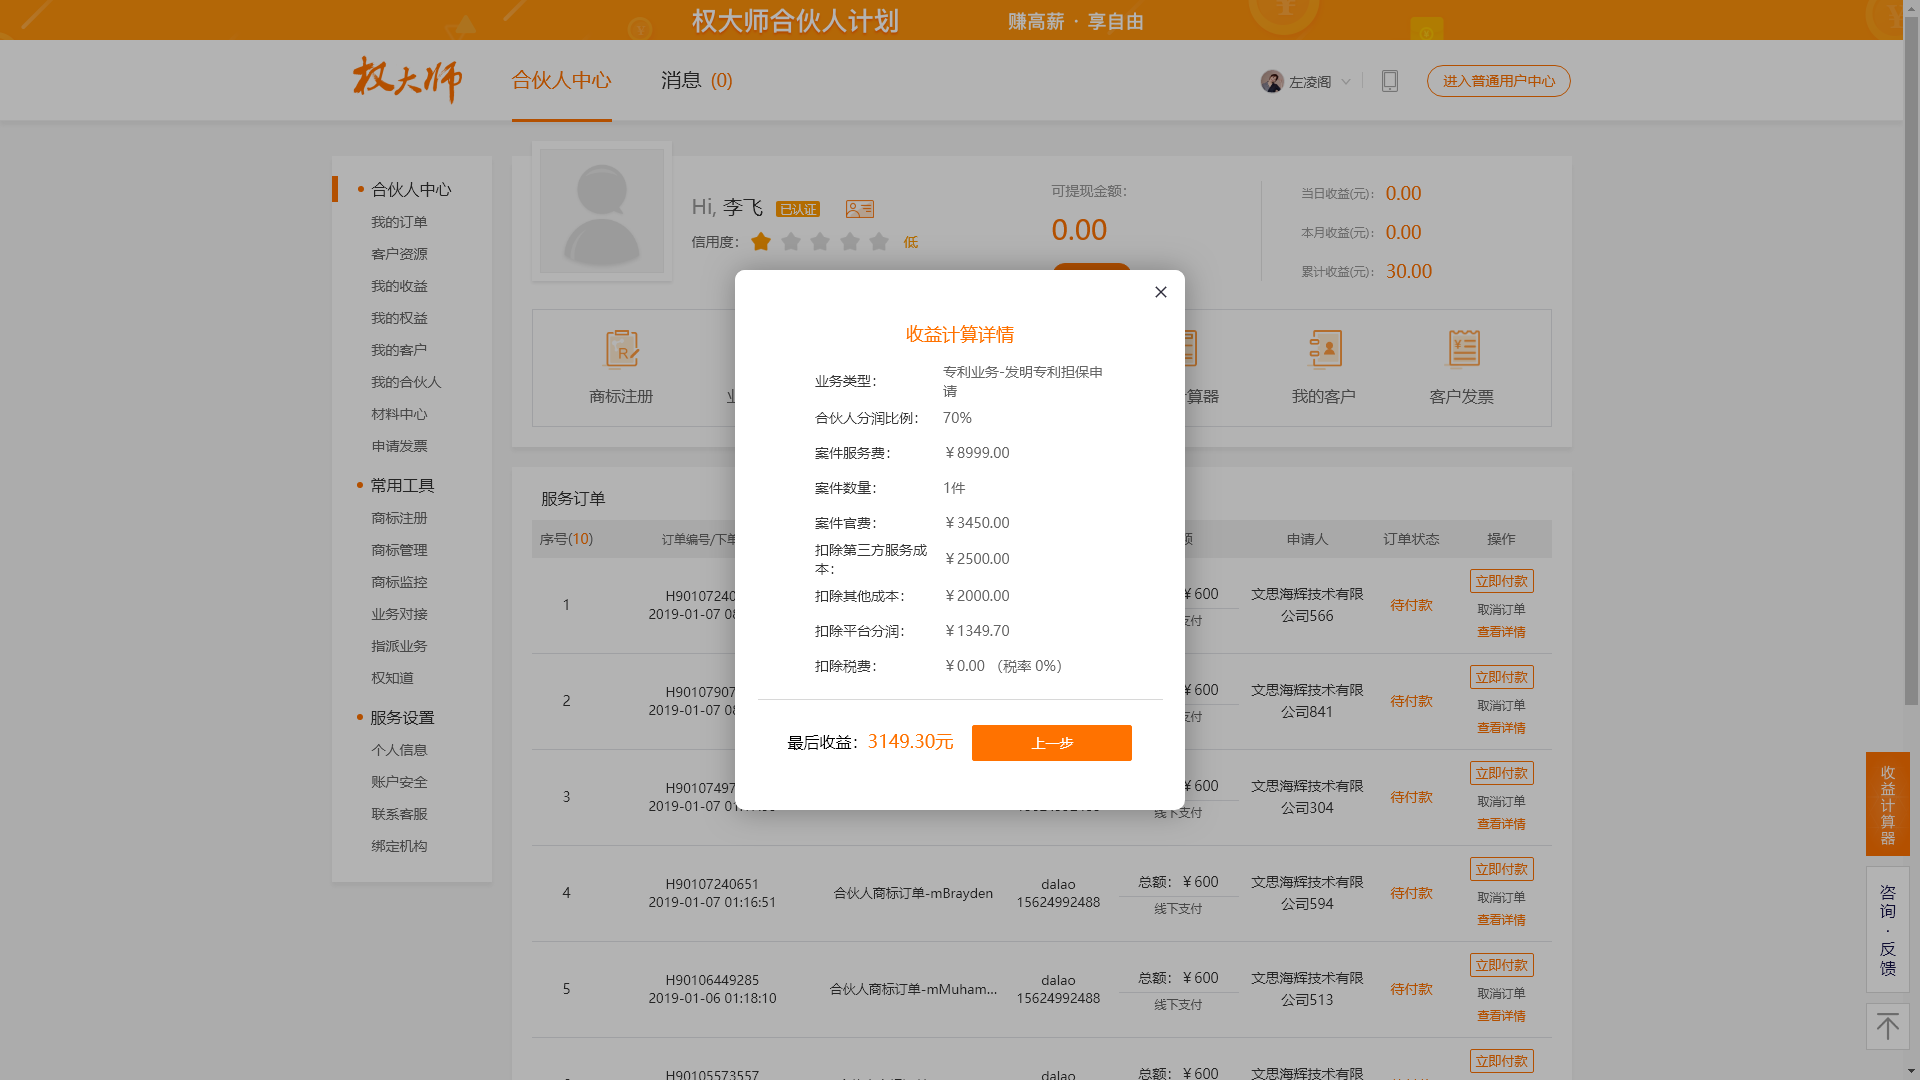 权大师合伙人计划 赚高薪 · 享自由
权大师 合伙人中心 消息 (0) 左凌阁 进入普通用户中心
合伙人中心
我的订单
客户资源
我的收益
我的权益
我的客户
我的合伙人
材料中心
申请发票
常用工具
商标注册
商标管理
商标监控
业务对接
指派业务
权知道
服务设置
个人信息
账户安全
联系客服
绑定机构
Hi, 李飞 已认证
信用度： 低
可提现金额：
0.00
当日收益(元)： 0.00
本月收益(元)： 0.00
累计收益(元)： 30.00
商标注册 算器 我的客户 客户发票
收益计算详情
业务类型： 专利业务-发明专利担保申
请
合伙人分润比例： 70%
案件服务费： ￥8999.00
案件数量： 1件
案件官费： ￥3450.00
扣除第三方服务成
本： ￥2500.00
扣除其他成本： ￥2000.00
扣除平台分润： ￥1349.70
扣除税费： ￥0.00 （税率 0%）
最后收益：3149.30元 上一步
服务订单
序号(10) 订单编号/下单 申请人 订单状态 操作
1 H90107240 ￥600 文思海辉技术有限 待付款 立即付款
2019-01-07 支付 公司566 取消订单
查看详情
2 H90107907 ￥600 文思海辉技术有限 待付款 立即付款
2019-01-07 支付 公司841 取消订单
查看详情
3 H90107497 ￥600 文思海辉技术有限 待付款 立即付款
2019-01-07 线下支付 公司304 取消订单
查看详情
4 H90107240651 合伙人商标订单-mBrayden dalao 总额：￥600 文思海辉技术有限 待付款 立即付款
2019-01-07 01:16:51 15624992488 线下支付 公司594 取消订单
查看详情
5 H90106449285 合伙人商标订单-mMuham... dalao 总额：￥600 文思海辉技术有限 待付款 立即付款
2019-01-06 01:18:10 15624992488 线下支付 公司513 取消订单
查看详情
H90105573557 dalao 总额：￥600 文思海辉技术有限 立即付款
收益计算器
咨询·反馈